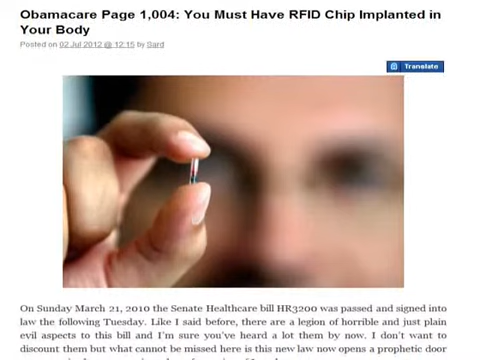 Obamacare Page 1,004: You Must Have RFID Chip Implanted in
Your Body
Posted on 02 Jul 2012 @ 12:15 by Sard
Translate
On Sunday March 21, 2010 the Senate Healthcare bill HR3200 was passed and signed into
law the following Tuesday. Like I said before, there are a legion of horrible and just plain
evil aspects to this bill and I'm sure you've heard a lot them by now. I don't want to
discount them but what cannot be missed here is this new law now opens a prophetic door